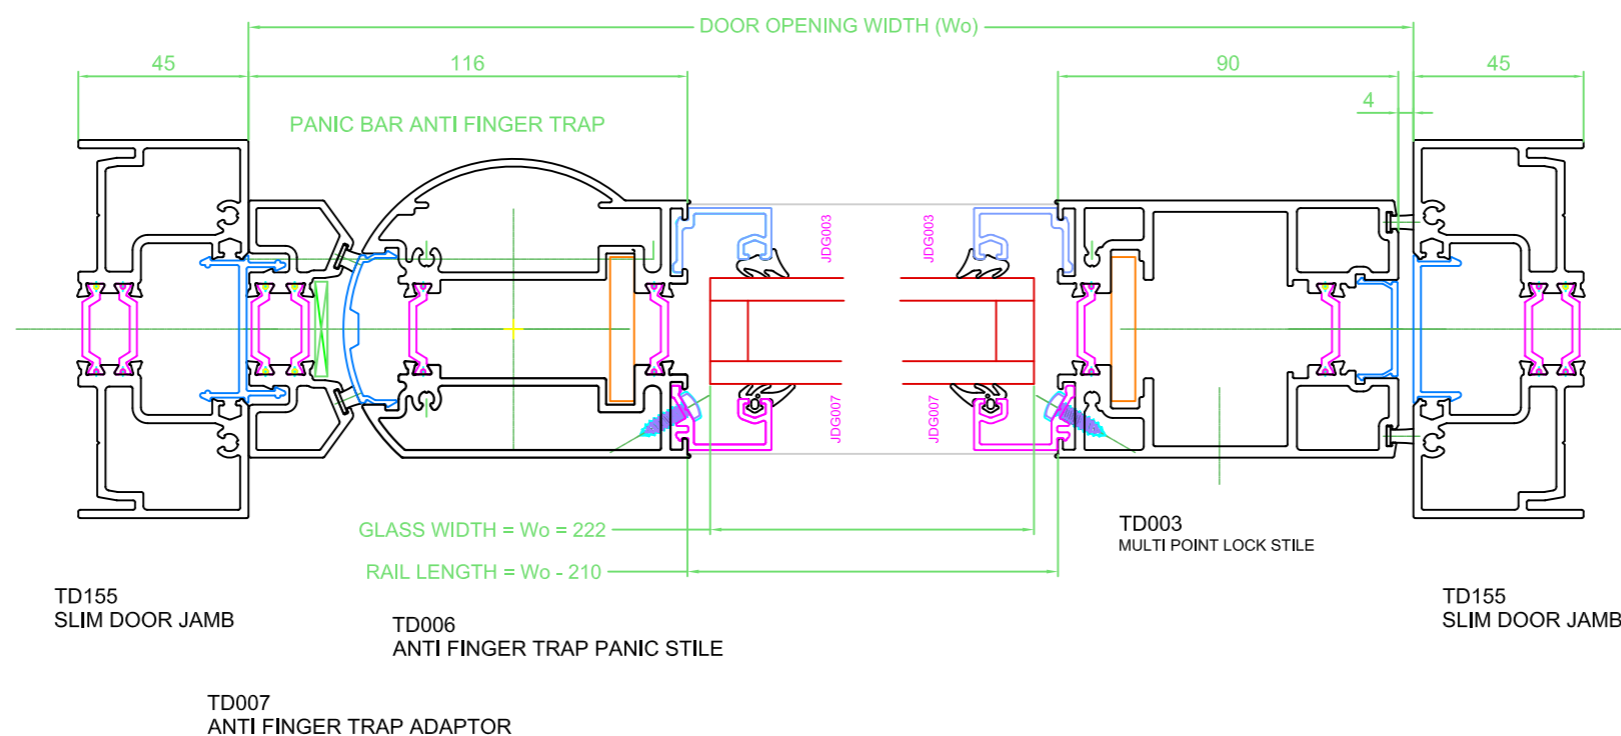 DOOR OPENING WIDTH (Wo)
45
116
90
45
4
PANIC BAR ANTI FINGER TRAP
JDG003
JDG003
JDG007
JDG007
GLASS WIDTH = Wo = 222
RAIL LENGTH = Wo - 210
TD003
MULTI POINT LOCK STILE
TD155
SLIM DOOR JAMB
TD155
SLIM DOOR JAMB
TD006
ANTI FINGER TRAP PANIC STILE
TD007
ANTI FINGER TRAP ADAPTOR